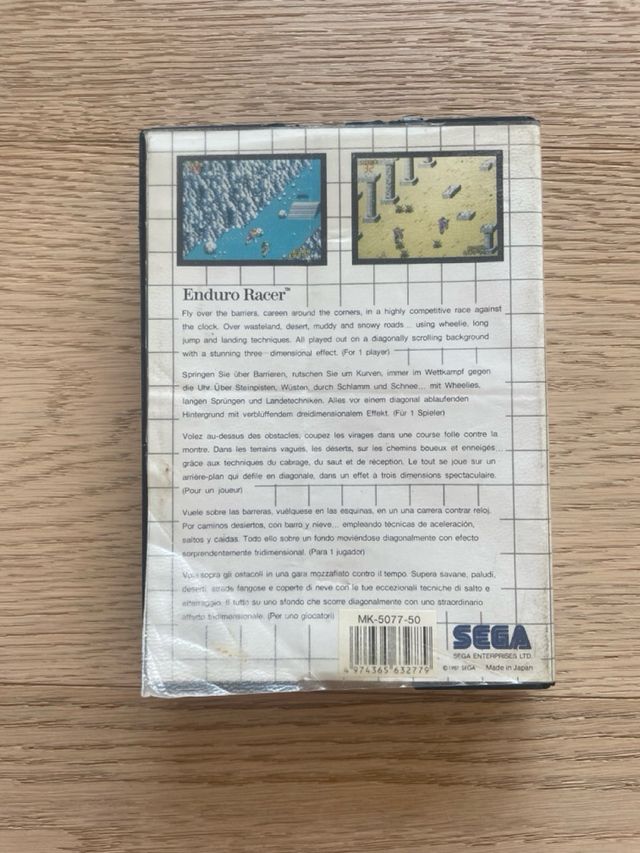 Enduro Racer™
Fly over the barriers, careen around the corners, in a highly competitive race against
the clock. Over wasteland, desert, muddy and snowy roads ... using wheelie, long
jump and landing techniques. All played out on a diagonally scrolling background
with a stunning three-dimensional effect. (For 1 player)
Springen Sie über Barrieren, rutschen Sie um Kurven, immer im Wettkampf gegen
die Uhr. Über Steinpisten, Wüsten, durch Schlamm und Schnee... mit Wheelies,
langen Sprüngen und Landetechniken. Alles vor einem diagonal ablaufenden
Hintergrund mit verblüffendem dreidimensionalem Effekt. (Für 1 Spieler)
Volez au-dessus des obstacles, coupez les virages dans une course folle contre la
montre. Dans les terrains vagues, les déserts, sur les chemins boueux et enneigés...
grâce aux techniques du cabrage, du saut et de réception. Le tout se joue sur un
arrière-plan qui défile en diagonale, dans un effet à trois dimensions spectaculaire.
(Pour un joueur)
Vuele sobre las barreras, vuélquese en las esquinas, en un una carrera contra reloj.
Por caminos desiertos, con barro y nieve... empleando técnicas de aceleración,
saltos y caídas. Todo ello sobre un fondo moviéndose diagonalmente con efecto
sorprendentemente tridimensional. (Para 1 jugador)
Vola sopra gli ostacoli in una gara mozzafiato contro il tempo. Supera savane, paludi,
deserti, strade fangose e coperte di neve con le tue eccezionali tecniche di salto e
atterraggio. Il tutto su uno sfondo che scorre diagonalmente con uno straordinario
effetto tridimensionale. (Per uno giocatori)
MK-5077-50
4 974365 632779
SEGA
SEGA ENTERPRISES LTD.
©1987 SEGA Made in Japan